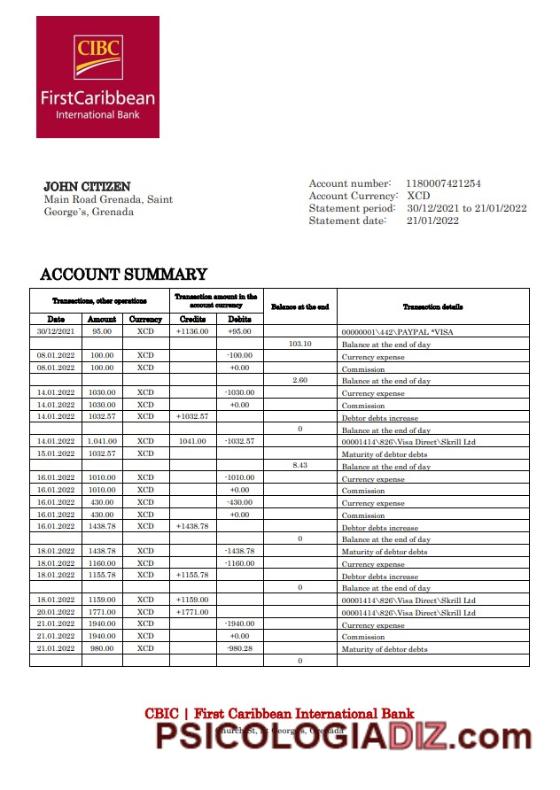 CIBC
FirstCaribbean
International Bank
JOHN CITIZEN
Main Road Grenada, Saint
George's, Grenada
Account number: 1180007421254
Account Currency: XCD
Statement period: 30/12/2021 to 21/01/2022
Statement date: 21/01/2022
ACCOUNT SUMMARY
Transactions, other operations Transaction amount in the account currency Balance at the end Transaction details
Date Amount Currency Credits Debits
30/12/2021 95.00 XCD +1136.00 +95.00 00000001\442\PAYPAL *VISA
103.10 Balance at the end of day
08.01.2022 100.00 XCD -100.00 Currency expense
08.01.2022 100.00 XCD +0.00 Commission
2.60 Balance at the end of day
14.01.2022 1030.00 XCD -1030.00 Currency expense
14.01.2022 1030.00 XCD +0.00 Commission
14.01.2022 1032.57 XCD +1032.57 Debtor debts increase
0 Balance at the end of day
14.01.2022 1,041.00 XCD 1041.00 -1032.57 00001414\826\Visa Direct\Skrill Ltd
15.01.2022 1032.57 XCD Maturity of debtor debts
8.43 Balance at the end of day
16.01.2022 1010.00 XCD -1010.00 Currency expense
16.01.2022 1010.00 XCD +0.00 Commission
16.01.2022 430.00 XCD -430.00 Currency expense
16.01.2022 430.00 XCD +0.00 Commission
16.01.2022 1438.78 XCD +1438.78 Debtor debts increase
0 Balance at the end of day
18.01.2022 1438.78 XCD -1438.78 Maturity of debtor debts
18.01.2022 1160.00 XCD -1160.00 Currency expense
18.01.2022 1155.78 XCD +1155.78 Debtor debts increase
0 Balance at the end of day
18.01.2022 1159.00 XCD +1159.00 00001414\826\Visa Direct\Skrill Ltd
20.01.2022 1771.00 XCD +1771.00 00001414\826\Visa Direct\Skrill Ltd
21.01.2022 1940.00 XCD -1940.00 Currency expense
21.01.2022 1940.00 XCD +0.00 Commission
21.01.2022 980.00 XCD -980.28 Maturity of debtor debts
0
CBIC | First Caribbean International Bank
Church St, St George's, Grenada
PSICOLOGIADIZ.com